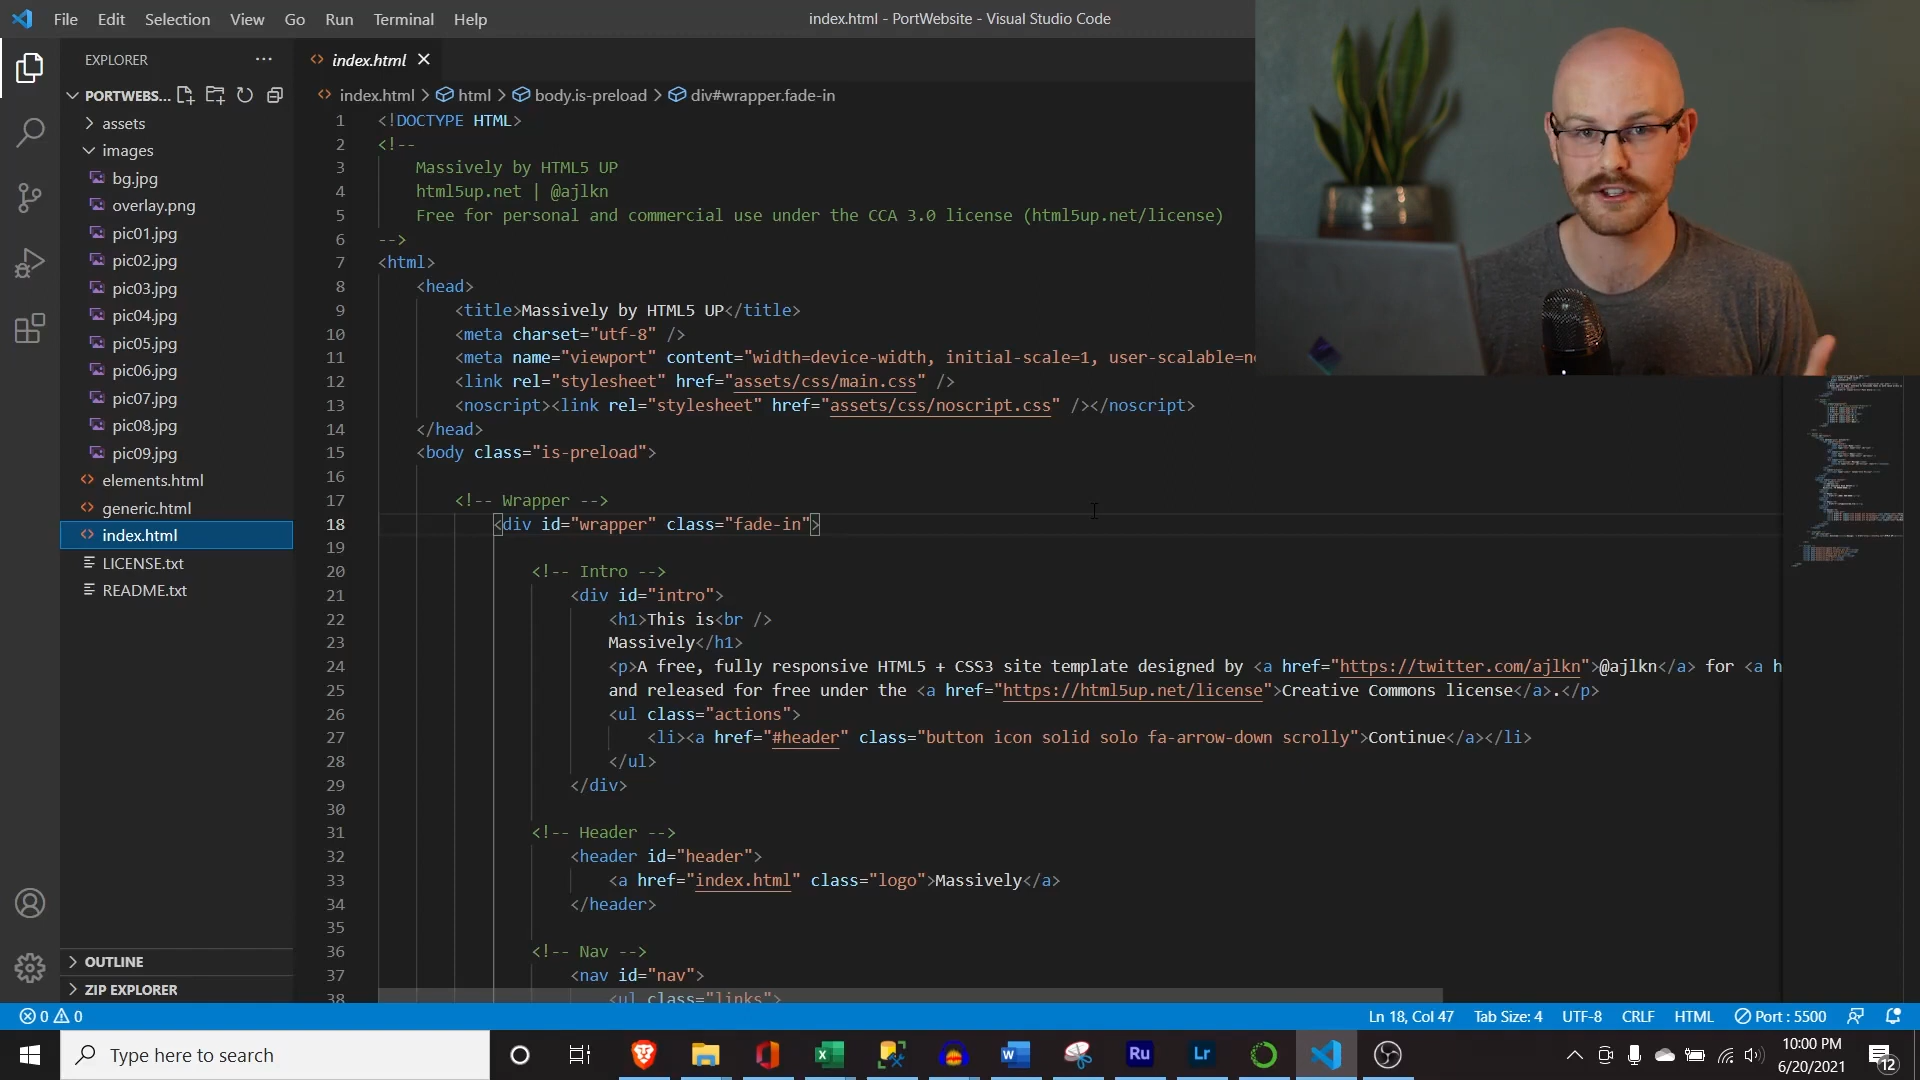 File Edit Selection View Go Run Terminal Help
index.html - PortWebsite - Visual Studio Code
EXPLORER
PORTWEBS...
assets
images
bg.jpg
overlay.png
pic01.jpg
pic02.jpg
pic03.jpg
pic04.jpg
pic05.jpg
pic06.jpg
pic07.jpg
pic08.jpg
pic09.jpg
elements.html
generic.html
index.html
LICENSE.txt
README.txt
OUTLINE
ZIP EXPLORER
index.html
index.html > html > body.is-preload > div#wrapper.fade-in
1 <!DOCTYPE HTML>
2 <!--
3 Massively by HTML5 UP
4 html5up.net | @ajlkn
5 Free for personal and commercial use under the CCA 3.0 license (html5up.net/license)
6 -->
7 <html>
8 <head>
9 <title>Massively by HTML5 UP</title>
10 <meta charset="utf-8" />
11 <meta name="viewport" content="width=device-width, initial-scale=1, user-scalable=no
12 <link rel="stylesheet" href="assets/css/main.css" />
13 <noscript><link rel="stylesheet" href="assets/css/noscript.css" /></noscript>
14 </head>
15 <body class="is-preload">
16
17 <!-- Wrapper -->
18 <div id="wrapper" class="fade-in">
19
20 <!-- Intro -->
21 <div id="intro">
22 <h1>This is<br />
23 Massively</h1>
24 <p>A free, fully responsive HTML5 + CSS3 site template designed by <a href="https://twitter.com/ajlkn">@ajlkn</a> for <a h
25 and released for free under the <a href="https://html5up.net/license">Creative Commons license</a>.</p>
26 <ul class="actions">
27 <li><a href="#header" class="button icon solid solo fa-arrow-down scrolly">Continue</a></li>
28 </ul>
29 </div>
30
31 <!-- Header -->
32 <header id="header">
33 <a href="index.html" class="logo">Massively</a>
34 </header>
35
36 <!-- Nav -->
37 <nav id="nav">
38 <ul class="links">
0 0
Ln 18, Col 47 Tab Size: 4 UTF-8 CRLF HTML Port : 5500
Type here to search
Ru
Lr
10:00 PM
6/20/2021
12